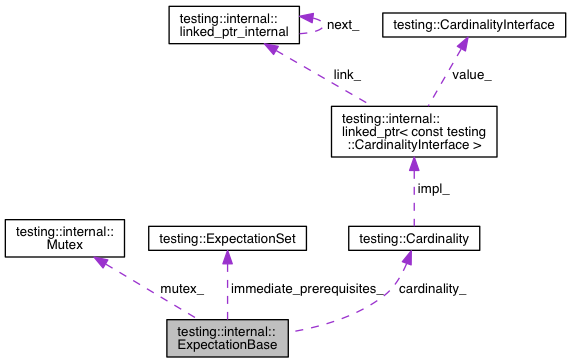 testing::internal::
linked_ptr_internal
next_
testing::CardinalityInterface
link_
value_
testing::internal::
linked_ptr< const testing
::CardinalityInterface >
impl_
testing::internal::
Mutex
testing::ExpectationSet
testing::Cardinality
mutex_
immediate_prerequisites_
cardinality_
testing::internal::
ExpectationBase